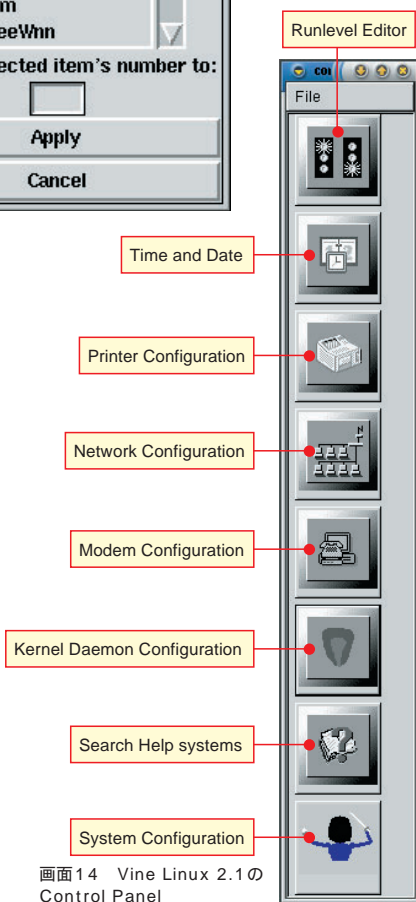 m
eeWnn
ected item's number to:
Apply
Cancel
Runlevel Editor
File
Time and Date
Printer Configuration
Network Configuration
Modem Configuration
Kernel Daemon Configuration
Search Help systems
System Configuration
画面14 Vine Linux 2.1の
Control Panel